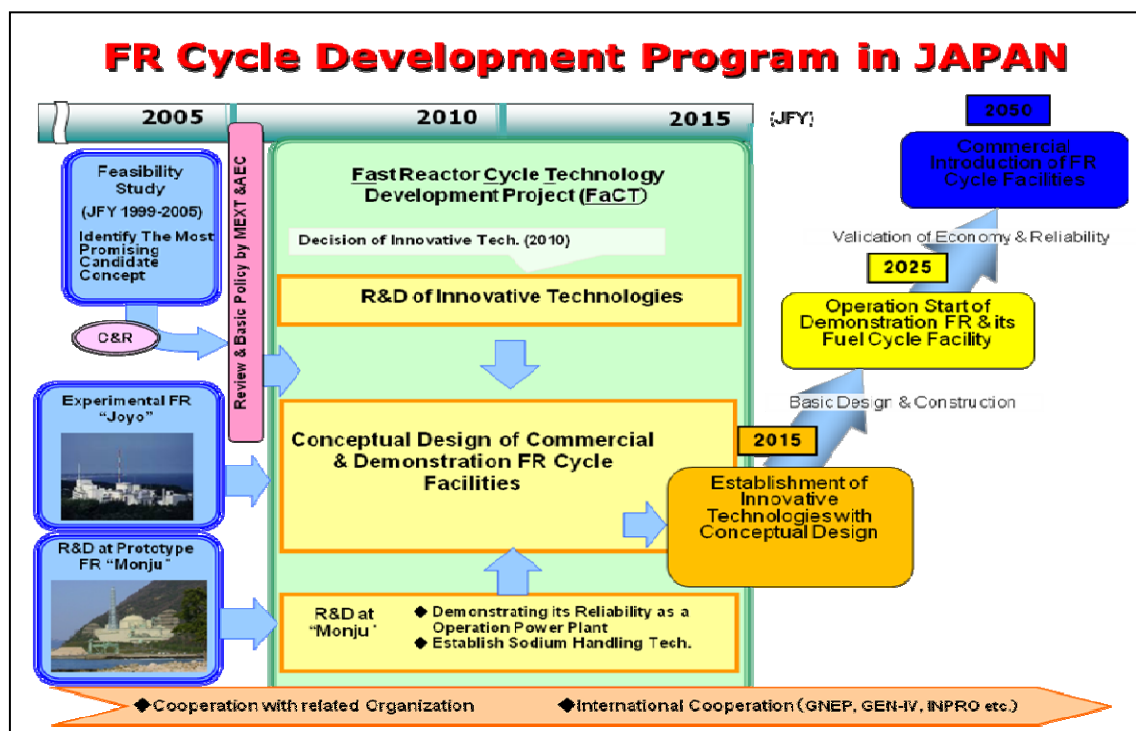 FR Cycle Development Program in JAPAN
2005
2010
2015
(JFY)
2050
Commercial
Introduction of FR
Cycle Facilities
Feasibility
Study
(JFY 1999-2005)
Identify The Most
Promising
Candidate
Concept
C&R
Review & Basic Policy by MEXT &AEC
Fast Reactor Cycle Technology
Development Project (FaCT)
Decision of Innovative Tech. (2010)
R&D of Innovative Technologies
Validation of Economy & Reliability
2025
Operation Start of
Demonstration FR & its
Fuel Cycle Facility
Basic Design & Construction
Experimental FR
“Joyo”
Conceptual Design of Commercial
& Demonstration FR Cycle
Facilities
2015
Establishment of
Innovative
Technologies with
Conceptual Design
R&D at Prototype
FR “Monju”
R&D at
“Monju”
◆ Demonstrating its Reliability as a
Operation Power Plant
◆ Establish Sodium Handling Tech.
◆Cooperation with related Organization
◆International Cooperation (GNEP, GEN-IV, INPRO etc.)